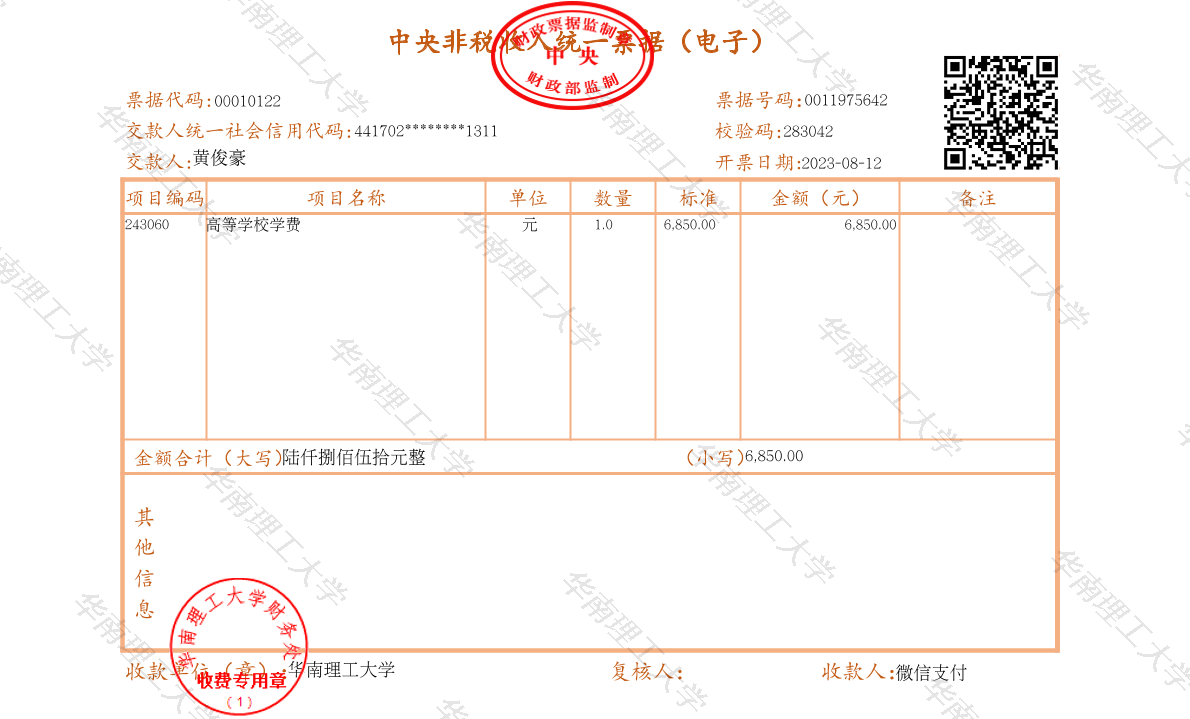 中央非税收入统一票据（电子）
财政票据监制章
中央
财政部监制
票据代码:00010122
票据号码:0011975642
交款人统一社会信用代码:441702********1311
校验码:283042
交款人:黄俊豪
开票日期:2023-08-12
项目编码 项目名称 单位 数量 标准 金额（元） 备注
243060 高等学校学费 元 1.0 6,850.00 6,850.00
金额合计（大写)陆仟捌佰伍拾元整 (小写)6,850.00
其他信息
华南理工大学财务处
收费专用章
（1）
收款单位（章）:华南理工大学 复核人: 收款人:微信支付
华南理工大学